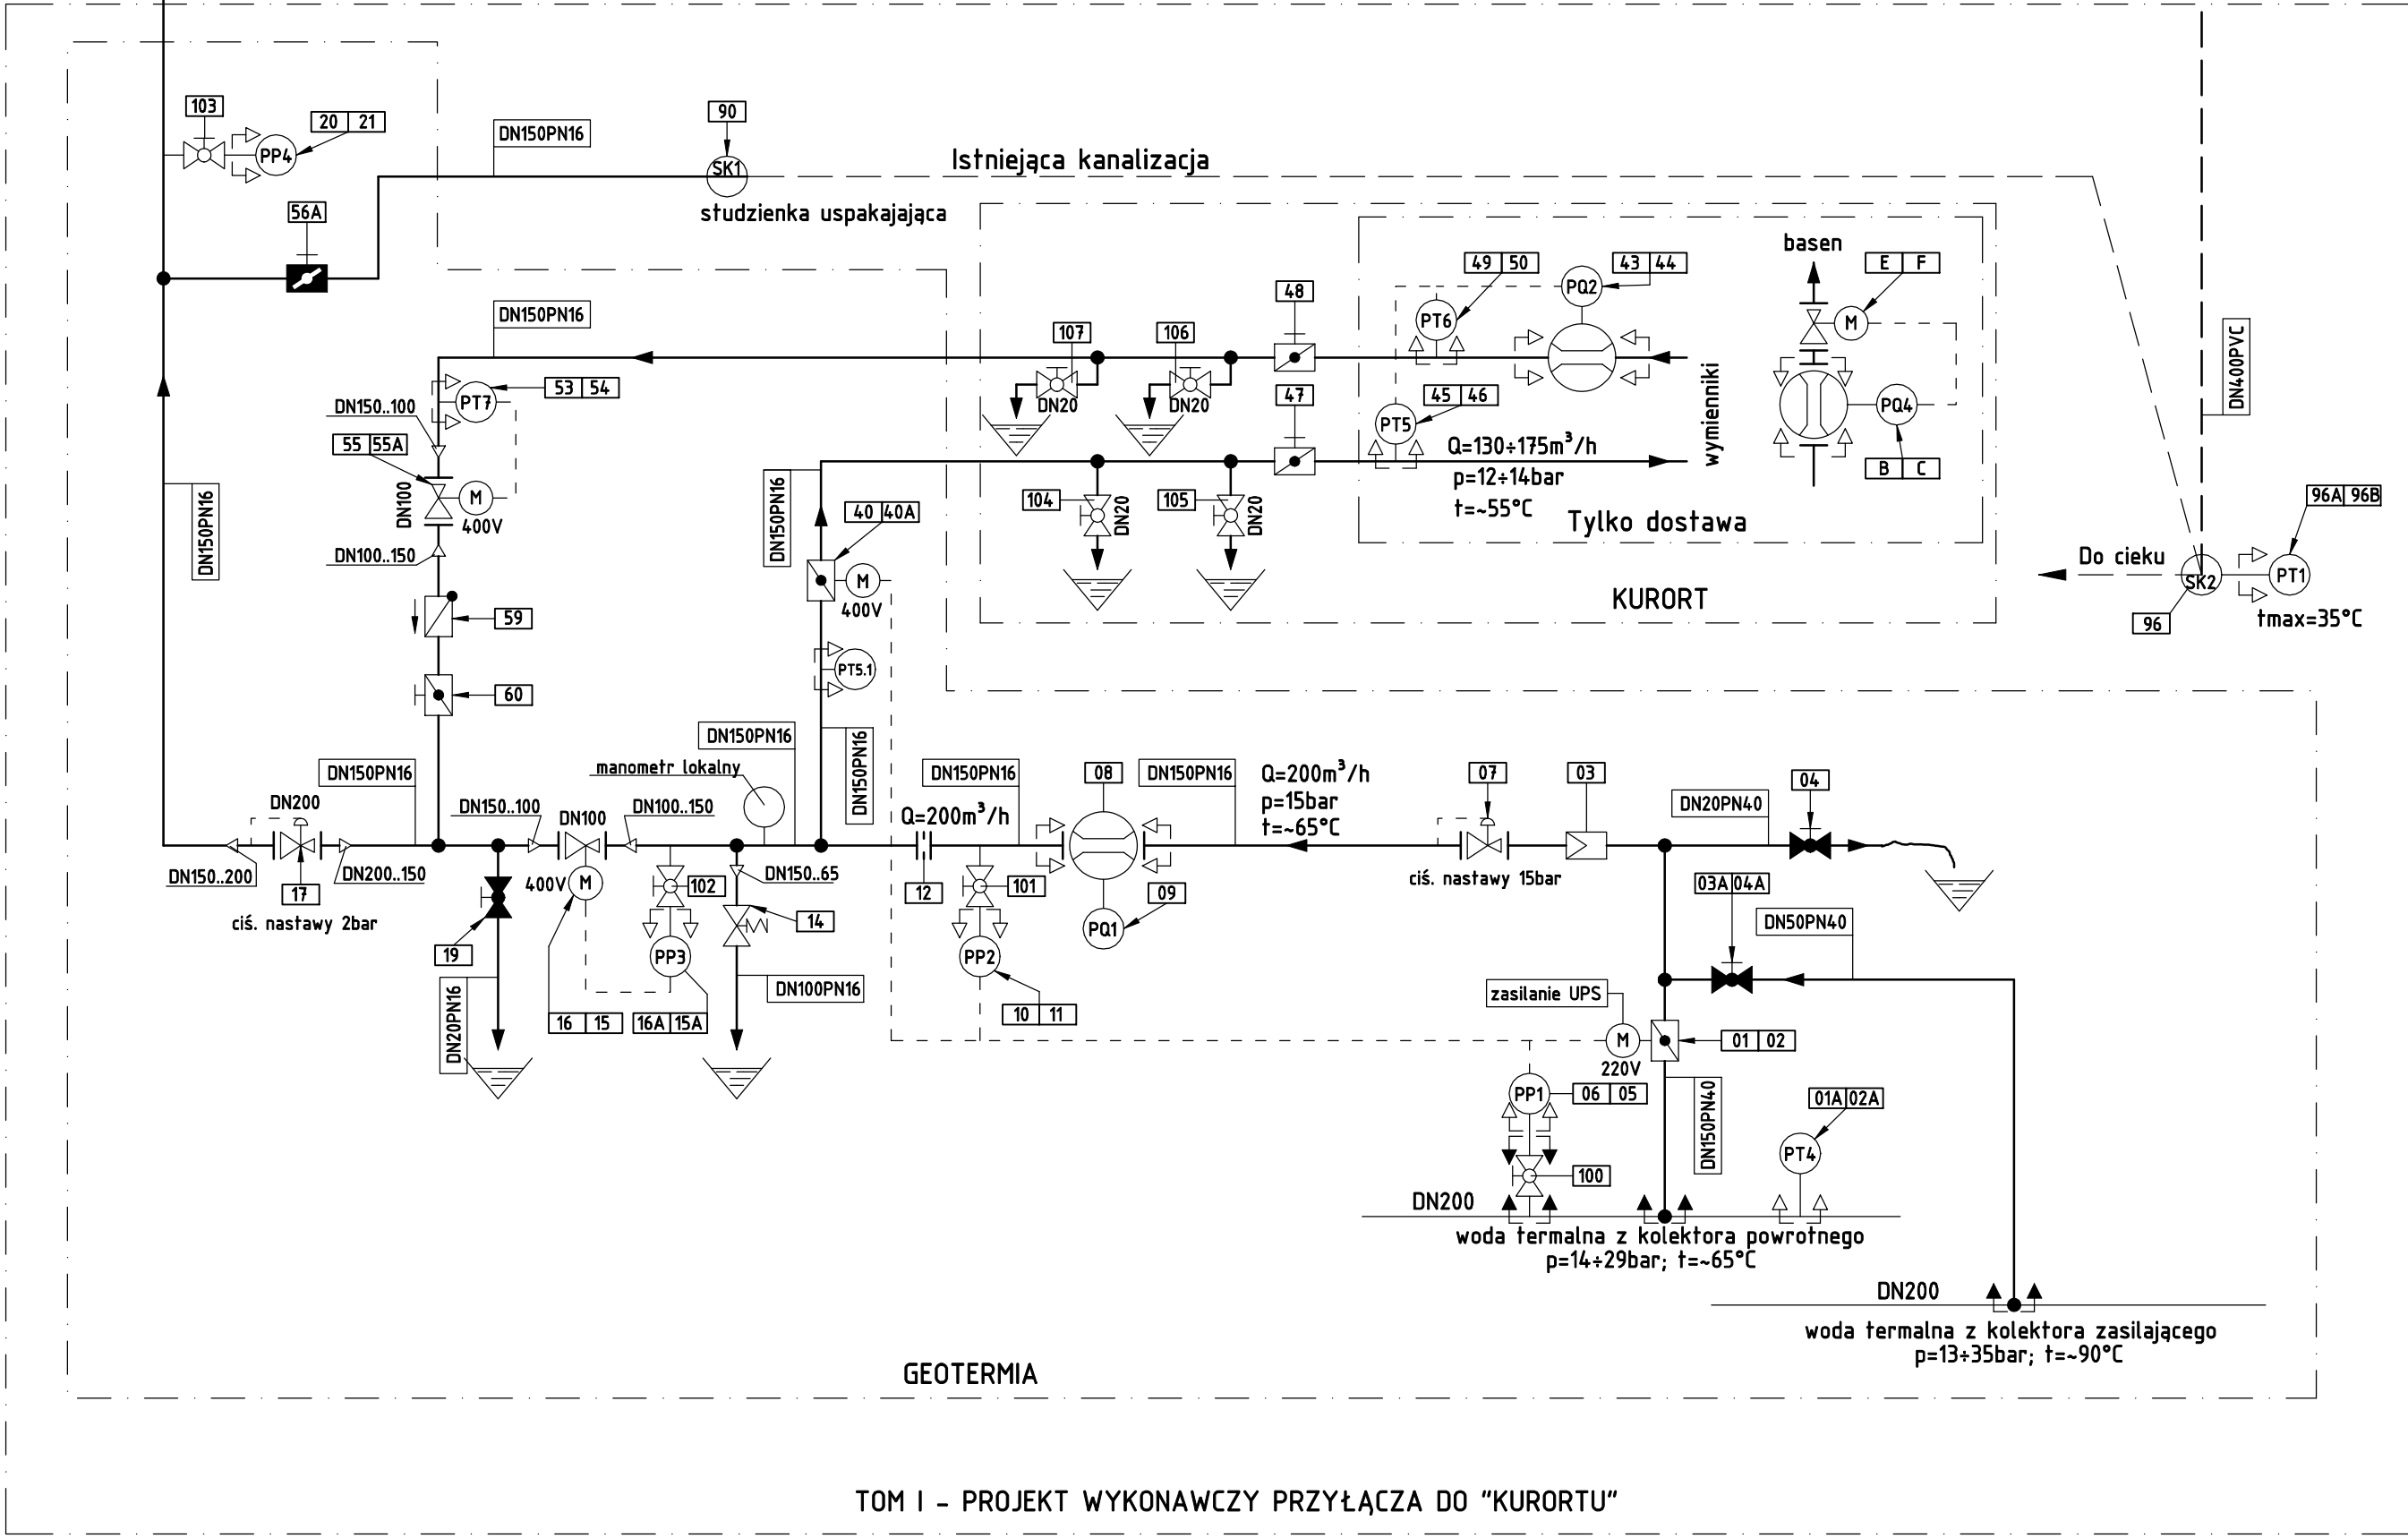 103
20 21
PP4
DN150PN16
90
SK1
Istniejąca kanalizacja
studzienka uspakajająca
56A
basen
49 50
43 44
E F
PQ2
PT6
M
48
107
106
DN150PN16
DN20
DN20
wymienniki
DN400PVC
53 54
PT7
DN150..100
55 55A
47
45 46
PT5
PQ4
B C
Q=130÷175m³/h
p=12÷14bar
t=~55°C
Tylko dostawa
DN100
M
400V
DN150PN16
DN150PN16
40 40A
104
DN20
105
DN20
96A 96B
DN100..150
M
400V
KURORT
Do cieku
SK2
PT1
96
tmax=35°C
59
PT5.1
60
DN150PN16
DN150PN16
manometr lokalny
DN150PN16
DN150PN16
08
DN150PN16
Q=200m³/h
p=15bar
t=~65°C
07
03
DN20PN40
04
DN200
DN150..100
DN100
DN100..150
Q=200m³/h
DN150..200
17
DN200..150
ciś. nastawy 2bar
400V
M
102
DN150..65
12
101
09
ciś. nastawy 15bar
03A 04A
DN50PN40
14
19
PP3
PP2
PQ1
DN20PN16
DN100PN16
16 15
16A 15A
10 11
zasilanie UPS
M
220V
01 02
PP1
06 05
DN150PN40
01A 02A
PT4
100
DN200
woda termalna z kolektora powrotnego
p=14÷29bar; t=~65°C
DN200
woda termalna z kolektora zasilającego
p=13÷35bar; t=~90°C
GEOTERMIA
TOM I - PROJEKT WYKONAWCZY PRZYŁĄCZA DO "KURORTU"